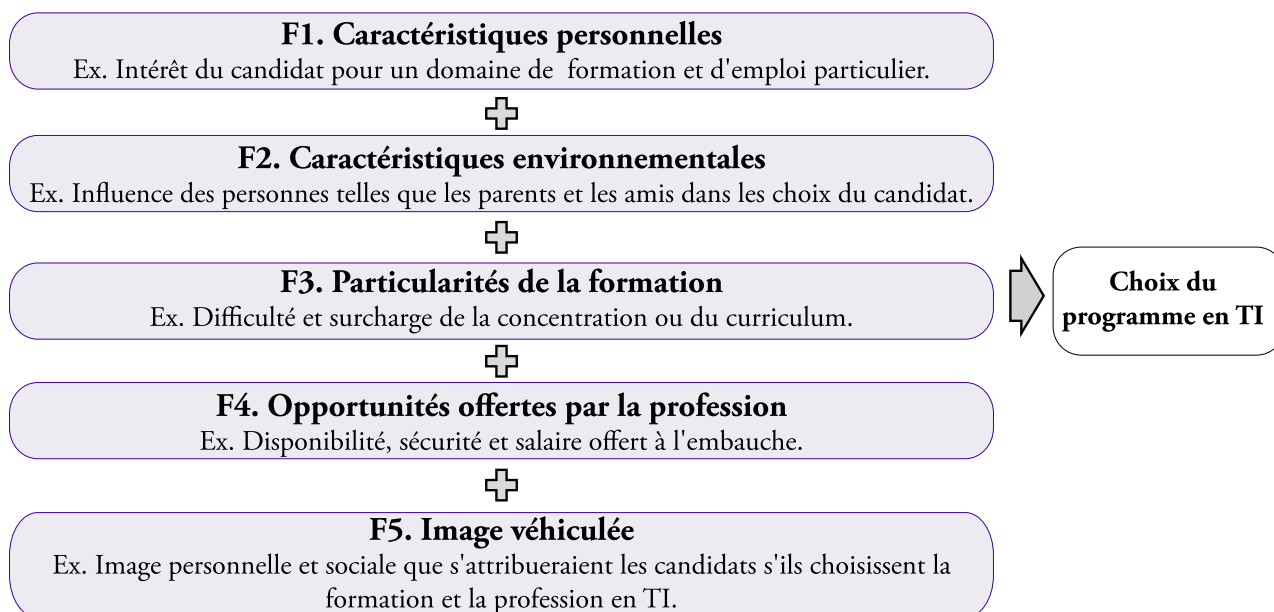 F1. Caractéristiques personnelles
Ex. Intérêt du candidat pour un domaine de formation et d'emploi particulier.
F2. Caractéristiques environnementales
Ex. Influence des personnes telles que les parents et les amis dans les choix du candidat.
F3. Particularités de la formation
Ex. Difficulté et surcharge de la concentration ou du curriculum.
F4. Opportunités offertes par la profession
Ex. Disponibilité, sécurité et salaire offert à l'embauche.
F5. Image véhiculée
Ex. Image personnelle et sociale que s'attribueraient les candidats s'ils choisissent la
formation et la profession en TI.
Choix du
programme en TI